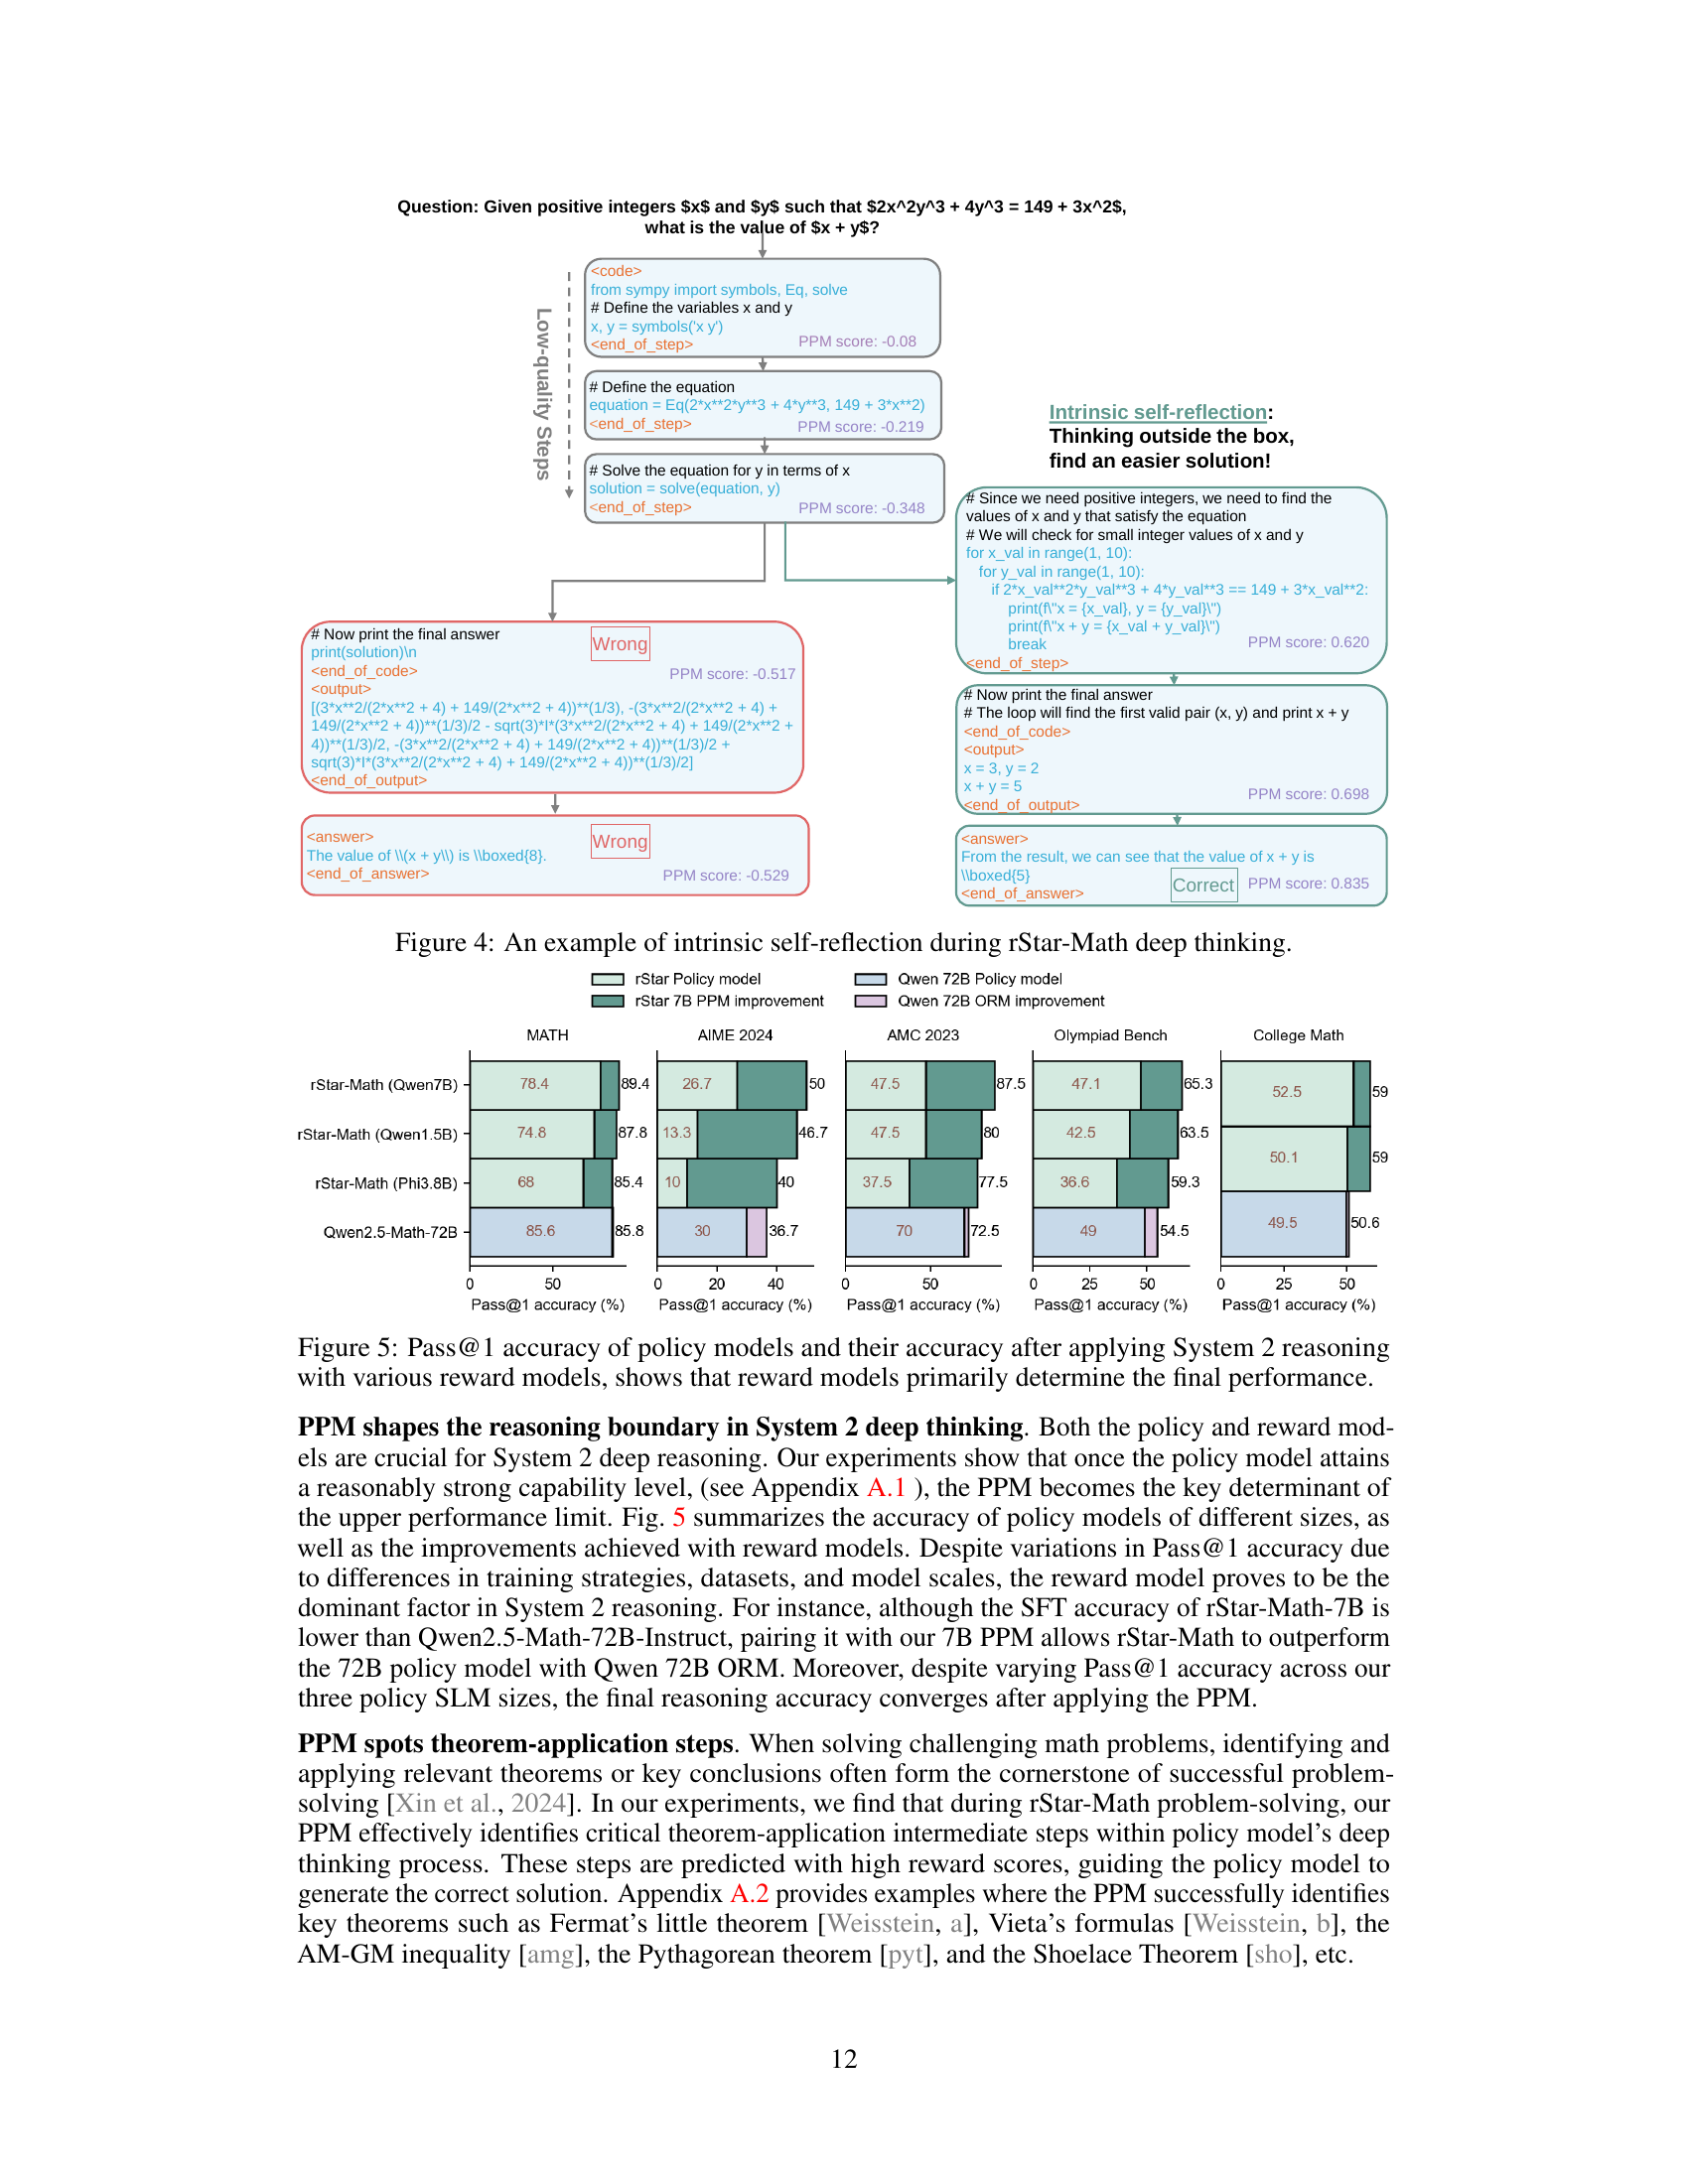 Question: Given positive integers $x$ and $y$ such that $2x^2y^3 + 4y^3 = 149 + 3x^2$,
what is the value of $x + y$?
Low-quality Steps
<code>
from sympy import symbols, Eq, solve
# Define the variables x and y
x, y = symbols('x y')
<end_of_step>
PPM score: -0.08
# Define the equation
equation = Eq(2*x**2*y**3 + 4*y**3, 149 + 3*x**2)
<end_of_step>
PPM score: -0.219
# Solve the equation for y in terms of x
solution = solve(equation, y)
<end_of_step>
PPM score: -0.348
# Now print the final answer
print(solution)\n
<end_of_code>
<output>
[(3*x**2/(2*x**2 + 4) + 149/(2*x**2 + 4))**(1/3), -(3*x**2/(2*x**2 + 4) +
149/(2*x**2 + 4))**(1/3)/2 - sqrt(3)*I*(3*x**2/(2*x**2 + 4) + 149/(2*x**2 +
4))**(1/3)/2, -(3*x**2/(2*x**2 + 4) + 149/(2*x**2 + 4))**(1/3)/2 +
sqrt(3)*I*(3*x**2/(2*x**2 + 4) + 149/(2*x**2 + 4))**(1/3)/2]
<end_of_output>
Wrong
PPM score: -0.517
<answer>
The value of \\(x + y\\) is \\boxed{8}.
<end_of_answer>
Wrong
PPM score: -0.529
Intrinsic self-reflection:
Thinking outside the box,
find an easier solution!
# Since we need positive integers, we need to find the
values of x and y that satisfy the equation
# We will check for small integer values of x and y
for x_val in range(1, 10):
for y_val in range(1, 10):
if 2*x_val**2*y_val**3 + 4*y_val**3 == 149 + 3*x_val**2:
print(f\"x = {x_val}, y = {y_val}\")
print(f\"x + y = {x_val + y_val}\")
break
<end_of_step>
PPM score: 0.620
# Now print the final answer
# The loop will find the first valid pair (x, y) and print x + y
<end_of_code>
<output>
x = 3, y = 2
x + y = 5
<end_of_output>
PPM score: 0.698
<answer>
From the result, we can see that the value of x + y is
\\boxed{5}
<end_of_answer>
Correct
PPM score: 0.835
Figure 4: An example of intrinsic self-reflection during rStar-Math deep thinking.
rStar Policy model
rStar 7B PPM improvement
Qwen 72B Policy model
Qwen 72B ORM improvement
MATH AIME 2024 AMC 2023 Olympiad Bench College Math
rStar-Math (Qwen7B) 78.4 89.4 26.7 50 47.5 87.5 47.1 65.3 52.5 59
rStar-Math (Qwen1.5B) 74.8 87.8 13.3 46.7 47.5 80 42.5 63.5 50.1 59
rStar-Math (Phi3.8B) 68 85.4 10 40 37.5 77.5 36.6 59.3
Qwen2.5-Math-72B 85.6 85.8 30 36.7 70 72.5 49 54.5 49.5 50.6
0 50 0 20 40 0 50 0 25 50 0 25 50
Pass@1 accuracy (%) Pass@1 accuracy (%) Pass@1 accuracy (%) Pass@1 accuracy (%) Pass@1 accuracy (%)
Figure 5: Pass@1 accuracy of policy models and their accuracy after applying System 2 reasoning
with various reward models, shows that reward models primarily determine the final performance.
PPM shapes the reasoning boundary in System 2 deep thinking. Both the policy and reward mod-
els are crucial for System 2 deep reasoning. Our experiments show that once the policy model attains
a reasonably strong capability level, (see Appendix A.1 ), the PPM becomes the key determinant of
the upper performance limit. Fig. 5 summarizes the accuracy of policy models of different sizes, as
well as the improvements achieved with reward models. Despite variations in Pass@1 accuracy due
to differences in training strategies, datasets, and model scales, the reward model proves to be the
dominant factor in System 2 reasoning. For instance, although the SFT accuracy of rStar-Math-7B is
lower than Qwen2.5-Math-72B-Instruct, pairing it with our 7B PPM allows rStar-Math to outperform
the 72B policy model with Qwen 72B ORM. Moreover, despite varying Pass@1 accuracy across our
three policy SLM sizes, the final reasoning accuracy converges after applying the PPM.
PPM spots theorem-application steps. When solving challenging math problems, identifying and
applying relevant theorems or key conclusions often form the cornerstone of successful problem-
solving [Xin et al., 2024]. In our experiments, we find that during rStar-Math problem-solving, our
PPM effectively identifies critical theorem-application intermediate steps within policy model's deep
thinking process. These steps are predicted with high reward scores, guiding the policy model to
generate the correct solution. Appendix A.2 provides examples where the PPM successfully identifies
key theorems such as Fermat's little theorem [Weisstein, a], Vieta's formulas [Weisstein, b], the
AM-GM inequality [amg], the Pythagorean theorem [pyt], and the Shoelace Theorem [sho], etc.
12